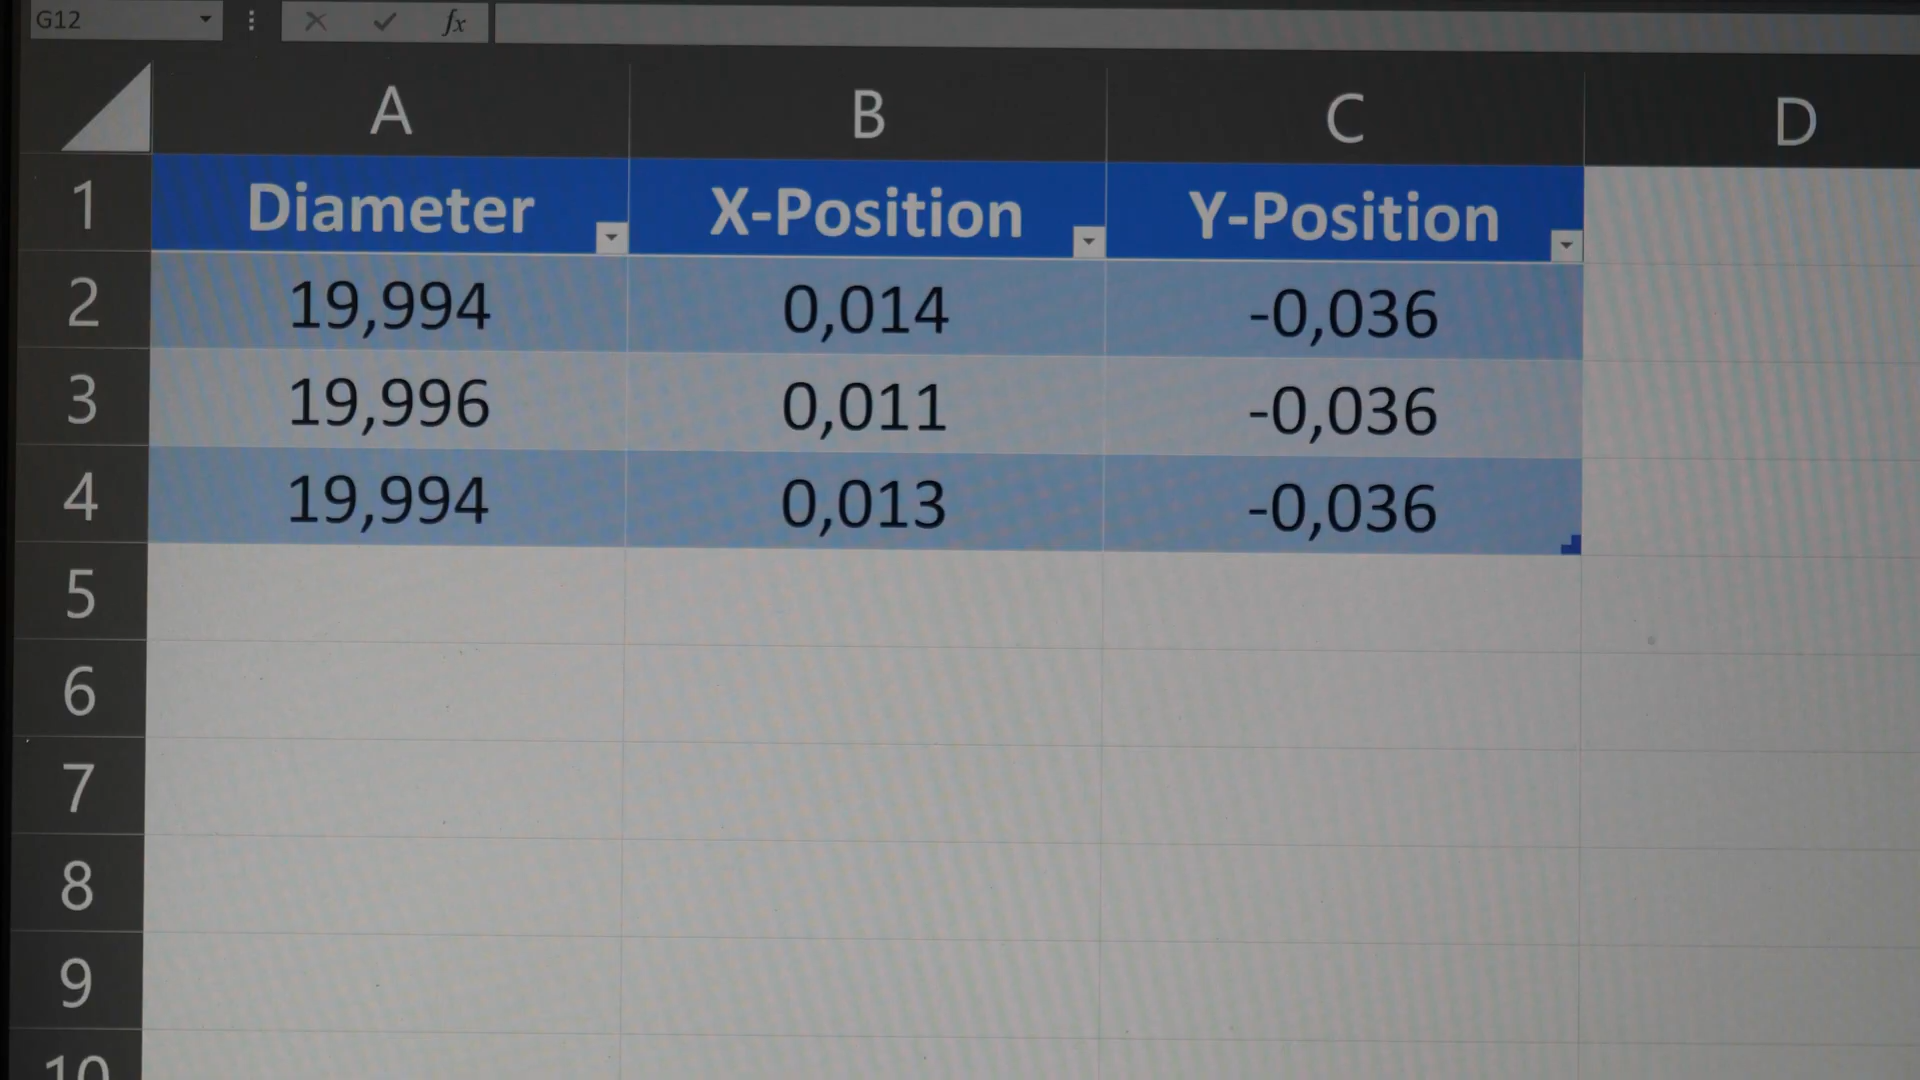 G12 fx
A B C D
1 Diameter X-Position Y-Position
2 19,994 0,014 -0,036
3 19,996 0,011 -0,036
4 19,994 0,013 -0,036
5
6
7
8
9
10